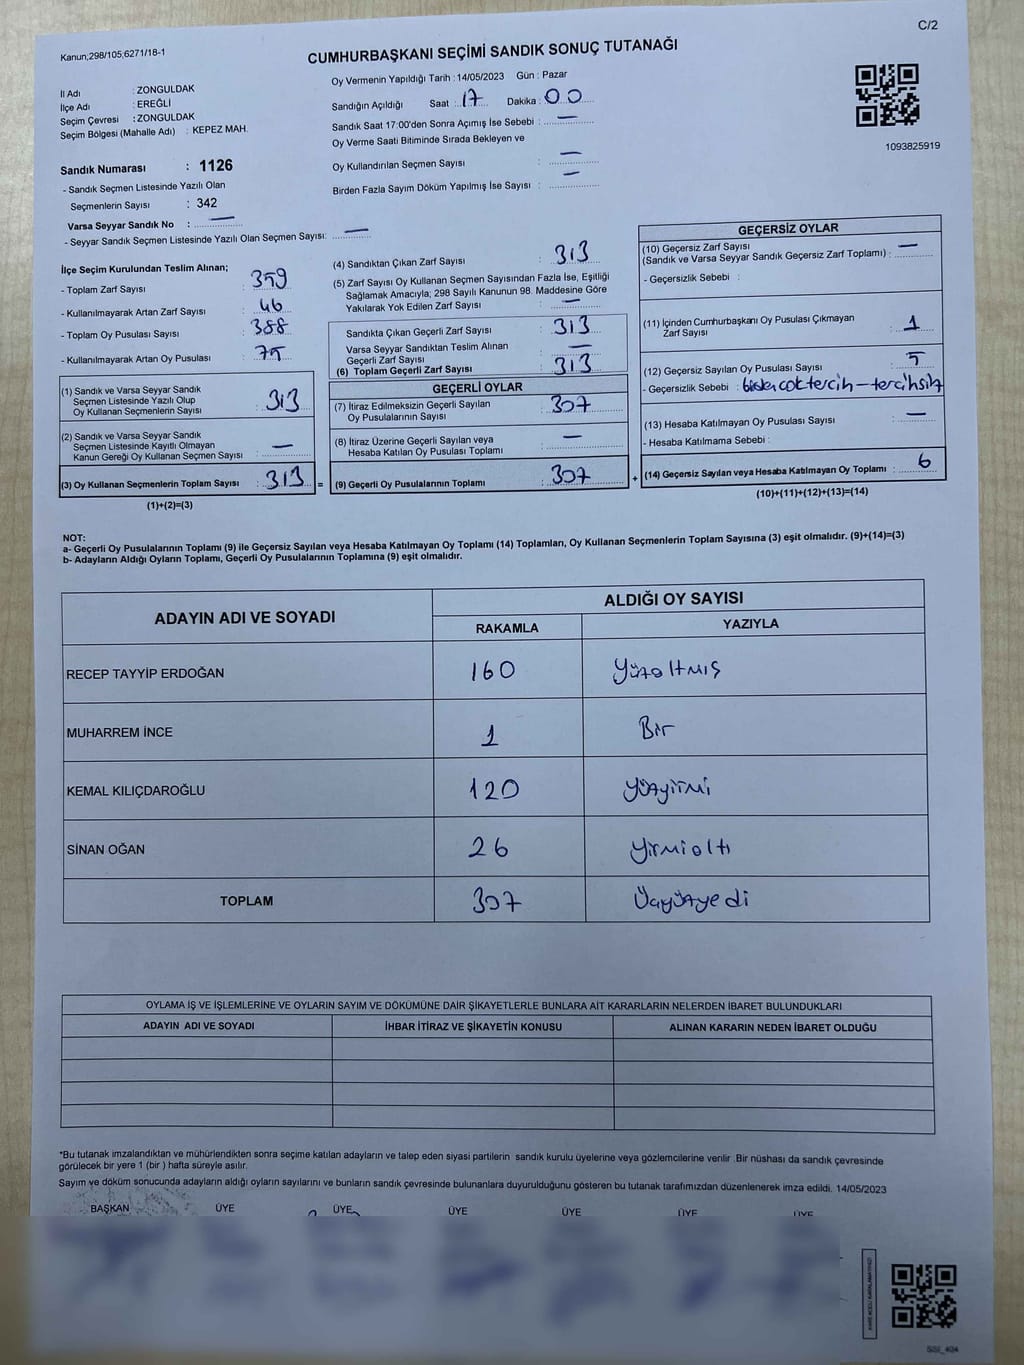 C/2
Kanun;298/105;6271/18-1
CUMHURBAŞKANI SEÇİMİ SANDIK SONUÇ TUTANAĞI
İl Adı : ZONGULDAK
İlçe Adı : EREĞLİ
Seçim Çevresi : ZONGULDAK
Seçim Bölgesi (Mahalle Adı) : KEPEZ MAH.
Oy Vermenin Yapıldığı Tarih : 14/05/2023 Gün : Pazar
Sandığın Açıldığı Saat : 17 Dakika : 00
Sandık Saat 17:00'den Sonra Açımış İse Sebebi : —
Oy Verme Saati Bitiminde Sırada Bekleyen ve
Oy Kullandırılan Seçmen Sayısı : —
Birden Fazla Sayım Döküm Yapılmış İse Sayısı : —
1093825919
Sandık Numarası : 1126
- Sandık Seçmen Listesinde Yazılı Olan
Seçmenlerin Sayısı : 342
Varsa Seyyar Sandık No : —
- Seyyar Sandık Seçmen Listesinde Yazılı Olan Seçmen Sayısı: —
İlçe Seçim Kurulundan Teslim Alınan;
- Toplam Zarf Sayısı : 359
- Kullanılmayarak Artan Zarf Sayısı : 46
- Toplam Oy Pusulası Sayısı : 388
- Kullanılmayarak Artan Oy Pusulası : 75
(1) Sandık ve Varsa Seyyar Sandık
Seçmen Listesinde Yazılı Olup
Oy Kullanan Seçmenlerin Sayısı : 313
(2) Sandık ve Varsa Seyyar Sandık
Seçmen Listesinde Kayıtlı Olmayan
Kanun Gereği Oy Kullanan Seçmen Sayısı : —
(3) Oy Kullanan Seçmenlerin Toplam Sayısı : 313 =
(1)+(2)=(3)
(4) Sandıktan Çıkan Zarf Sayısı : 313
(5) Zarf Sayısı Oy Kullanan Seçmen Sayısından Fazla İse, Eşitliği
Sağlamak Amacıyla; 298 Sayılı Kanunun 98. Maddesine Göre
Yakılarak Yok Edilen Zarf Sayısı : —
Sandıkta Çıkan Geçerli Zarf Sayısı : 313
Varsa Seyyar Sandıktan Teslim Alınan
Geçerli Zarf Sayısı : —
(6) Toplam Geçerli Zarf Sayısı : 313
GEÇERLİ OYLAR
(7) İtiraz Edilmeksizin Geçerli Sayılan
Oy Pusulalarının Sayısı : 307
(8) İtiraz Üzerine Geçerli Sayılan veya
Hesaba Katılan Oy Pusulası Toplamı : —
(9) Geçerli Oy Pusulalarının Toplamı : 307 +
GEÇERSİZ OYLAR
(10) Geçersiz Zarf Sayısı
(Sandık ve Varsa Seyyar Sandık Geçersiz Zarf Toplamı) : —
- Geçersizlik Sebebi :
(11) İçinden Cumhurbaşkanı Oy Pusulası Çıkmayan
Zarf Sayısı : 1
(12) Geçersiz Sayılan Oy Pusulası Sayısı : 5
- Geçersizlik Sebebi : birden çok tercih – tercihsiz
(13) Hesaba Katılmayan Oy Pusulası Sayısı : —
- Hesaba Katılmama Sebebi :
(14) Geçersiz Sayılan veya Hesaba Katılmayan Oy Toplamı : 6
(10)+(11)+(12)+(13)=(14)
NOT:
a- Geçerli Oy Pusulalarının Toplamı (9) ile Geçersiz Sayılan veya Hesaba Katılmayan Oy Toplamı (14) Toplamları, Oy Kullanan Seçmenlerin Toplam Sayısına (3) eşit olmalıdır. (9)+(14)=(3)
b- Adayların Aldığı Oyların Toplamı, Geçerli Oy Pusulalarının Toplamına (9) eşit olmalıdır.
ADAYIN ADI VE SOYADI ALDIĞI OY SAYISI
RAKAMLA YAZIYLA
RECEP TAYYİP ERDOĞAN 160 Yüzaltmış
MUHARREM İNCE 1 Bir
KEMAL KILIÇDAROĞLU 120 yüzyirmi
SİNAN OĞAN 26 yirmialtı
TOPLAM 307 Üçyüzyedi
OYLAMA İŞ VE İŞLEMLERİNE VE OYLARIN SAYIM VE DÖKÜMÜNE DAİR ŞİKAYETLERLE BUNLARA AİT KARARLARIN NELERDEN İBARET BULUNDUKLARI
ADAYIN ADI VE SOYADI İHBAR İTİRAZ VE ŞİKAYETİN KONUSU ALINAN KARARIN NEDEN İBARET OLDUĞU
*Bu tutanak imzalandıktan ve mühürlendikten sonra seçime katılan adayların ve talep eden siyasi partilerin sandık kurulu üyelerine veya gözlemcilerine verilir .Bir nüshası da sandık çevresinde
görülecek bir yere 1 (bir ) hafta süreyle asılır.
Sayım ve döküm sonucunda adayların aldığı oyların sayılarını ve bunların sandık çevresinde bulunanlara duyurulduğunu gösteren bu tutanak tarafımızdan düzenlenerek imza edildi. 14/05/2023
BAŞKAN ÜYE ÜYE ÜYE ÜYE ÜYE ÜYE
KARE KODU KARALAMAYINIZ!
SSI_404